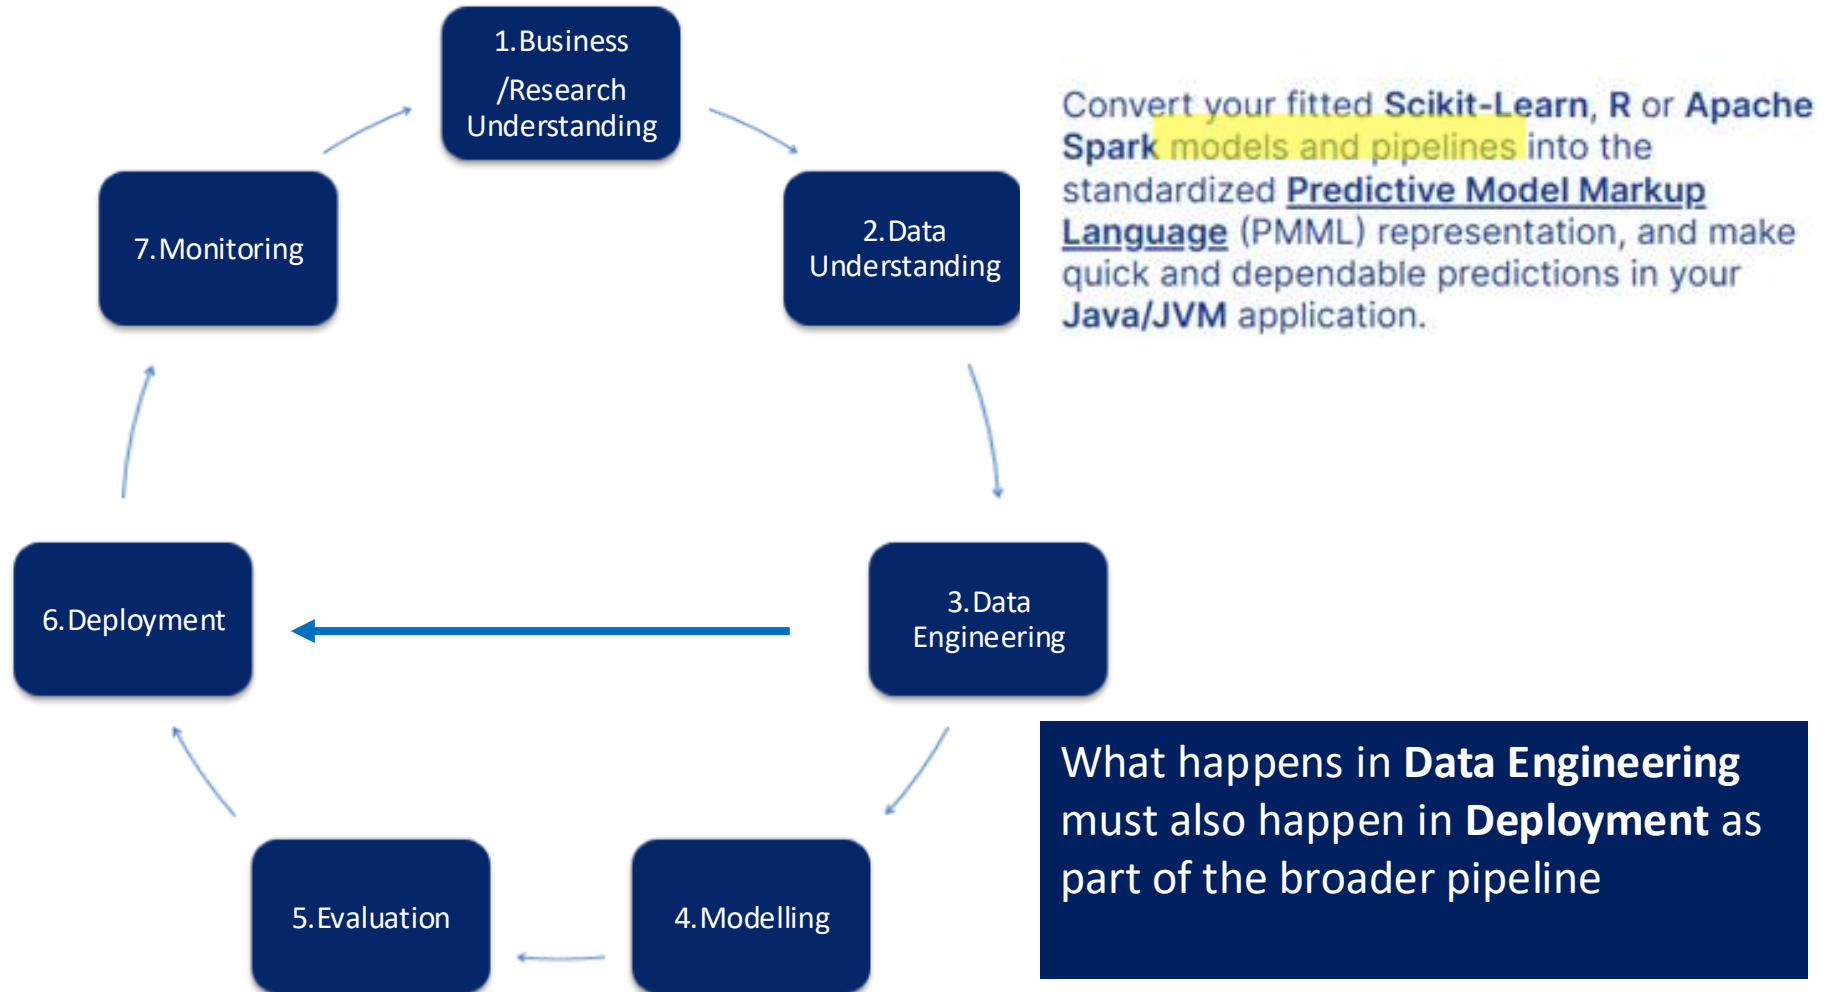 1.Business
/Research
Understanding
2.Data
Understanding
3.Data
Engineering
4.Modelling
5.Evaluation
6.Deployment
7.Monitoring
Convert your fitted Scikit-Learn, R or Apache
Spark models and pipelines into the
standardized Predictive Model Markup
Language (PMML) representation, and make
quick and dependable predictions in your
Java/JVM application.
What happens in Data Engineering
must also happen in Deployment as
part of the broader pipeline